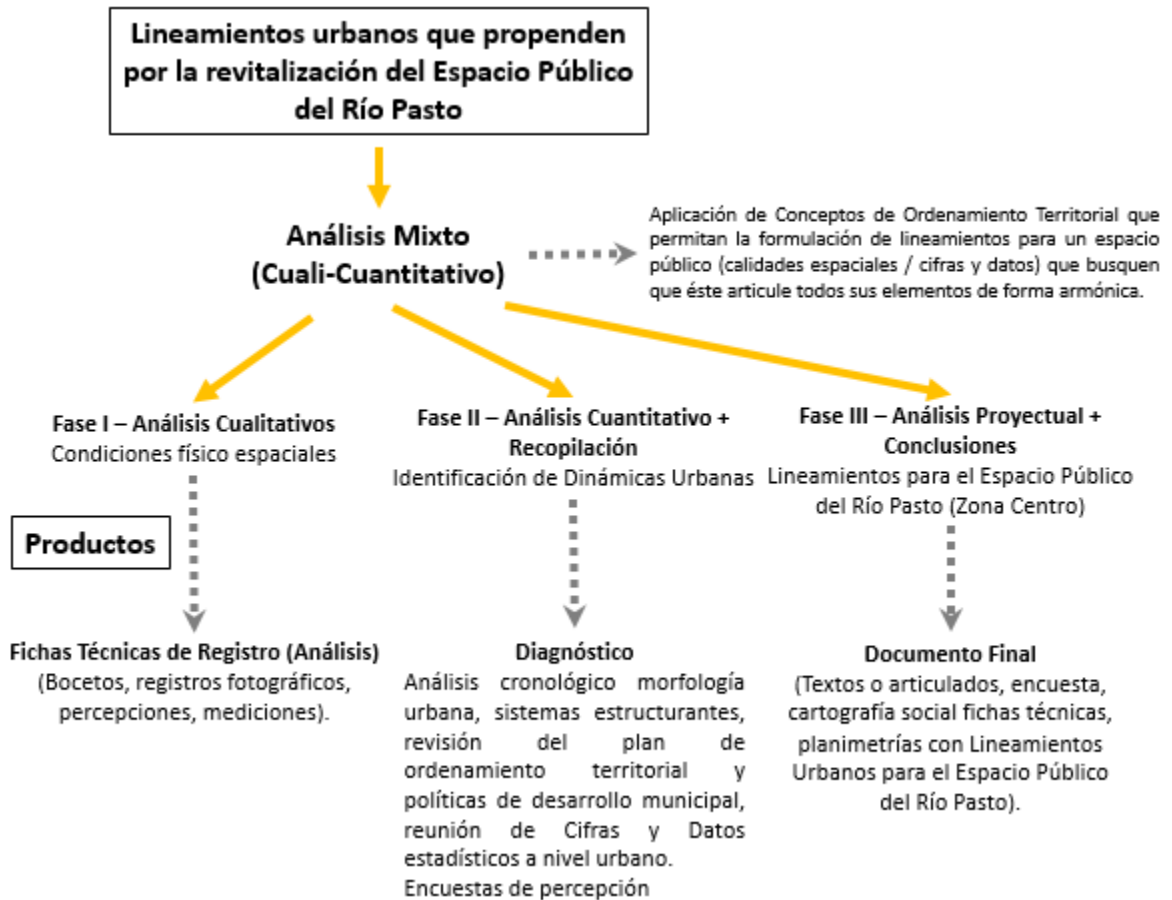 Lineamientos urbanos que propenden
por la revitalización del Espacio Público
del Río Pasto
Análisis Mixto
(Cuali-Cuantitativo)
Aplicación de Conceptos de Ordenamiento Territorial que
permitan la formulación de lineamientos para un espacio
público (calidades espaciales / cifras y datos) que busquen
que éste articule todos sus elementos de forma armónica.
Fase I – Análisis Cualitativos
Condiciones físico espaciales
Fase II – Análisis Cuantitativo +
Recopilación
Identificación de Dinámicas Urbanas
Fase III – Análisis Proyectual +
Conclusiones
Lineamientos para el Espacio Público
del Río Pasto (Zona Centro)
Productos
Fichas Técnicas de Registro (Análisis)
(Bocetos, registros fotográficos,
percepciones, mediciones).
Diagnóstico
Análisis cronológico morfología
urbana, sistemas estructurantes,
revisión del plan de
ordenamiento territorial y
políticas de desarrollo municipal,
reunión de Cifras y Datos
estadísticos a nivel urbano.
Encuestas de percepción
Documento Final
(Textos o articulados, encuesta,
cartografía social fichas técnicas,
planimetrías con Lineamientos
Urbanos para el Espacio Público
del Río Pasto).